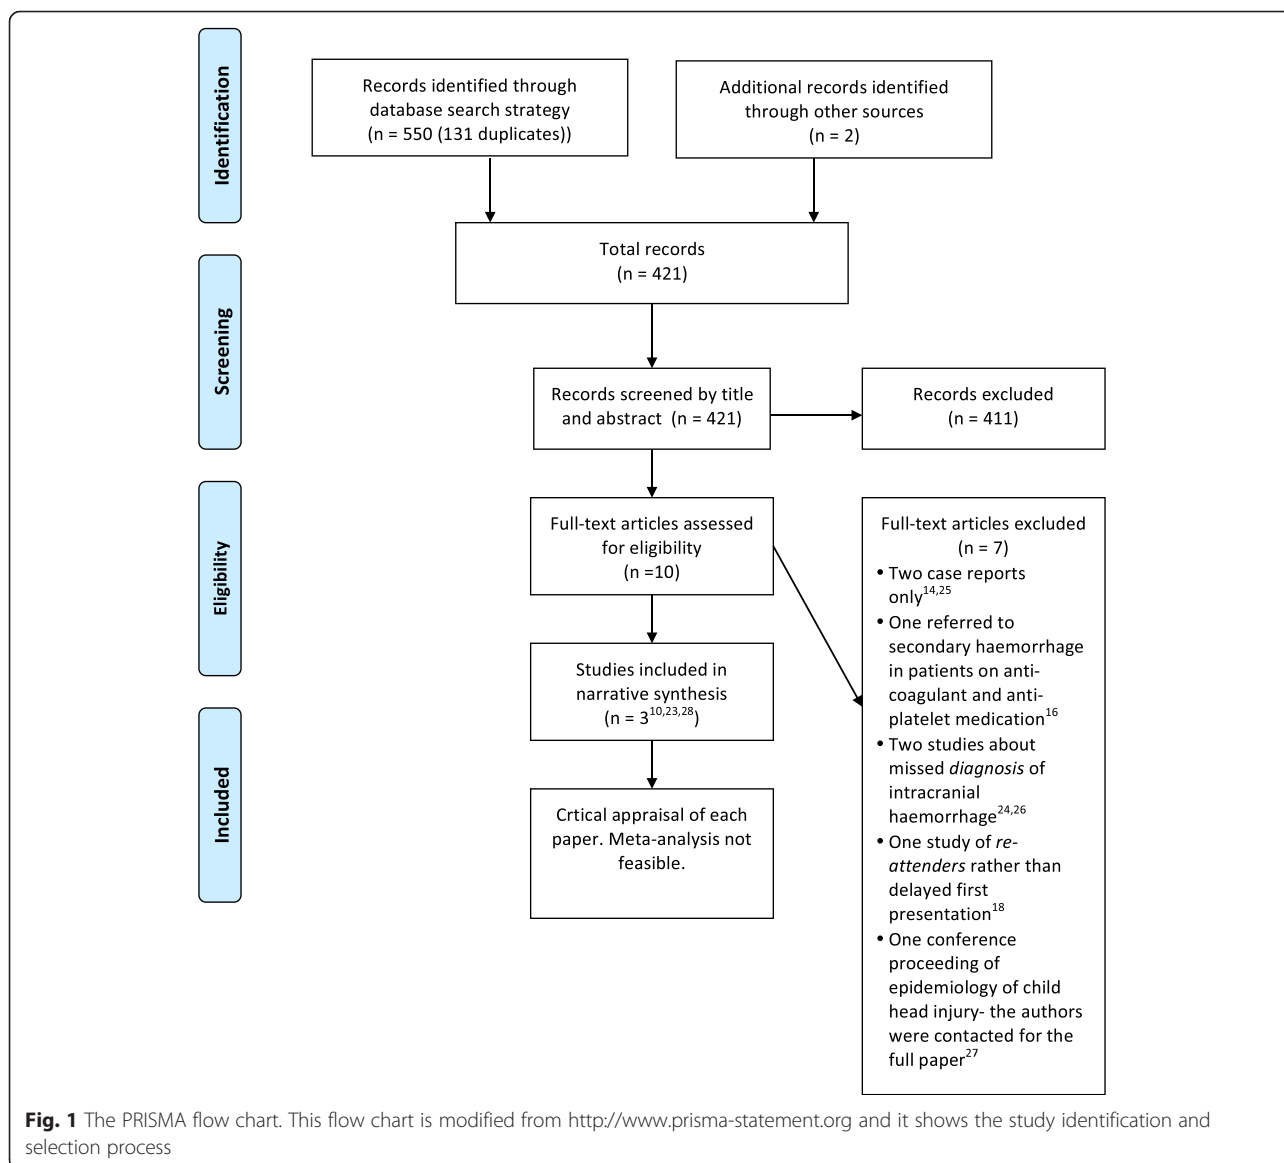 Identification
Records identified through
database search strategy
(n = 550 (131 duplicates))
Additional records identified
through other sources
(n = 2)
Total records
(n = 421)
Screening
Records screened by title
and abstract (n = 421)
Records excluded
(n = 411)
Eligibility
Full-text articles assessed
for eligibility
(n =10)
Full-text articles excluded
(n = 7)
• Two case reports
only14,25
• One referred to
secondary haemorrhage
in patients on anti-
coagulant and anti-
platelet medication16
• Two studies about
missed diagnosis of
intracranial
haemorrhage24,26
• One study of re-
attenders rather than
delayed first
presentation18
• One conference
proceeding of
epidemiology of child
head injury- the authors
were contacted for the
full paper27
Studies included in
narrative synthesis
(n = 310,23,28)
Included
Crtical appraisal of each
paper. Meta-analysis not
feasible.
Fig. 1 The PRISMA flow chart. This flow chart is modified from http://www.prisma-statement.org and it shows the study identification and
selection process